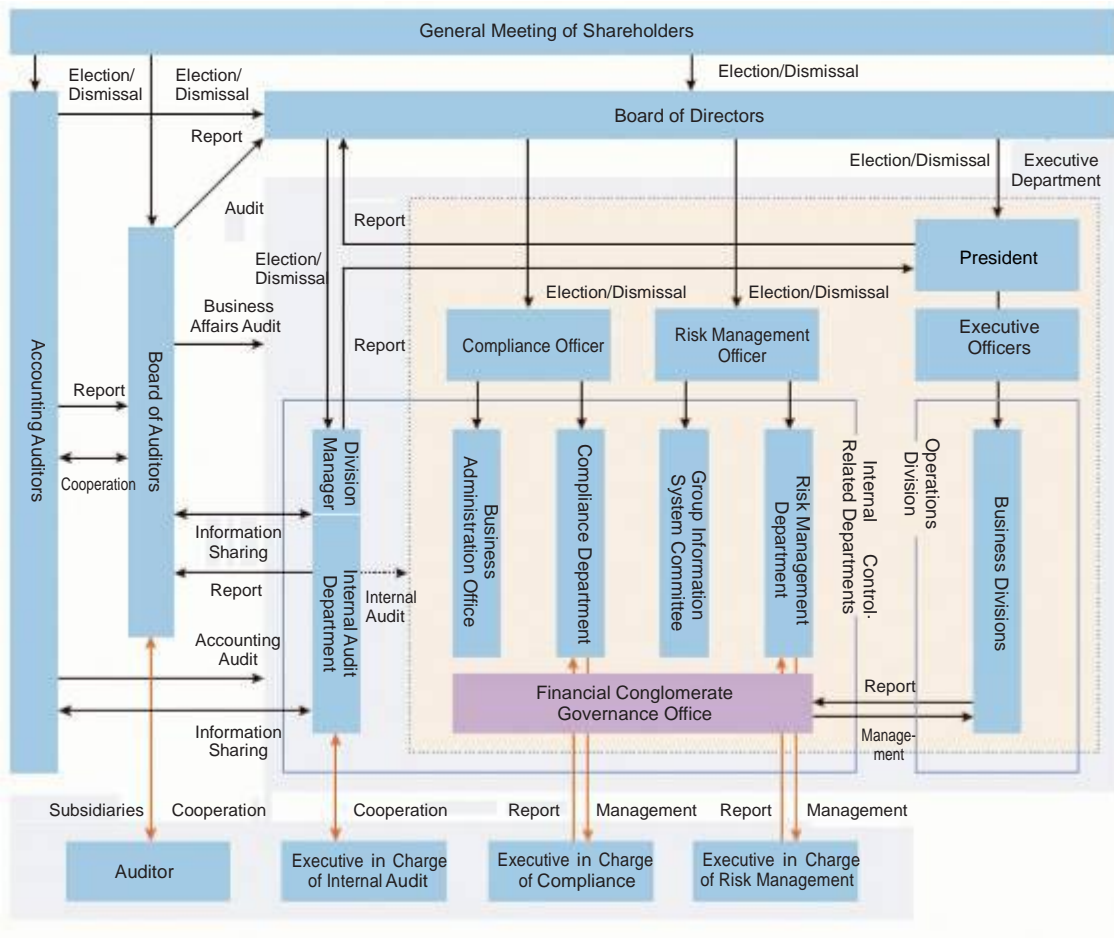 General Meeting of Shareholders
Election/
Dismissal
Election/
Dismissal
Election/Dismissal
Board of Directors
Report
Audit
Election/Dismissal
Executive
Department
Report
President
Election/
Dismissal
Election/Dismissal
Election/Dismissal
Business
Affairs Audit
Report
Compliance Officer
Risk Management
Officer
Executive
Officers
Accounting Auditors
Board of Auditors
Report
Cooperation
Division
Manager
Business
Administration Office
Compliance Department
Group Information
System Committee
Risk Management
Department
Internal Control-
Related Departments
Operations
Division
Business Divisions
Information
Sharing
Report
Internal Audit
Department
Internal
Audit
Accounting
Audit
Information
Sharing
Financial Conglomerate
Governance Office
Report
Manage-
ment
Subsidiaries
Cooperation
Cooperation
Report
Management
Report
Management
Auditor
Executive in Charge
of Internal Audit
Executive in Charge
of Compliance
Executive in Charge
of Risk Management